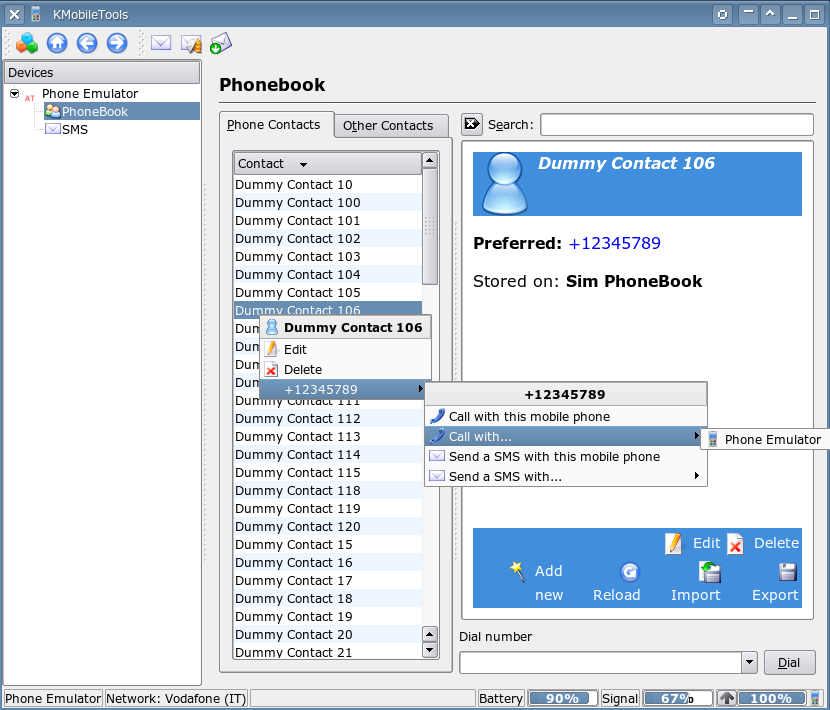 KMobileTools
Devices
AT
Phone Emulator
PhoneBook
SMS
Phonebook
Phone Contacts
Other Contacts
Search:
Contact
Dummy Contact 10
Dummy Contact 100
Dummy Contact 101
Dummy Contact 102
Dummy Contact 103
Dummy Contact 104
Dummy Contact 105
Dummy Contact 106
Dummy Contact 106
Edit
Delete
+12345789
Dummy Contact 111
Dummy Contact 112
Dummy Contact 113
Dummy Contact 114
Dummy Contact 115
Dummy Contact 118
Dummy Contact 119
Dummy Contact 120
Dummy Contact 15
Dummy Contact 16
Dummy Contact 17
Dummy Contact 18
Dummy Contact 19
Dummy Contact 20
Dummy Contact 21
+12345789
Call with this mobile phone
Call with...
Send a SMS with this mobile phone
Send a SMS with...
Phone Emulator
Dummy Contact 106
Preferred: +12345789
Stored on: Sim PhoneBook
Edit
Delete
Add new
Reload
Import
Export
Dial number
Dial
Phone Emulator
Network: Vodafone (IT)
Battery
90%
Signal
67%
100%